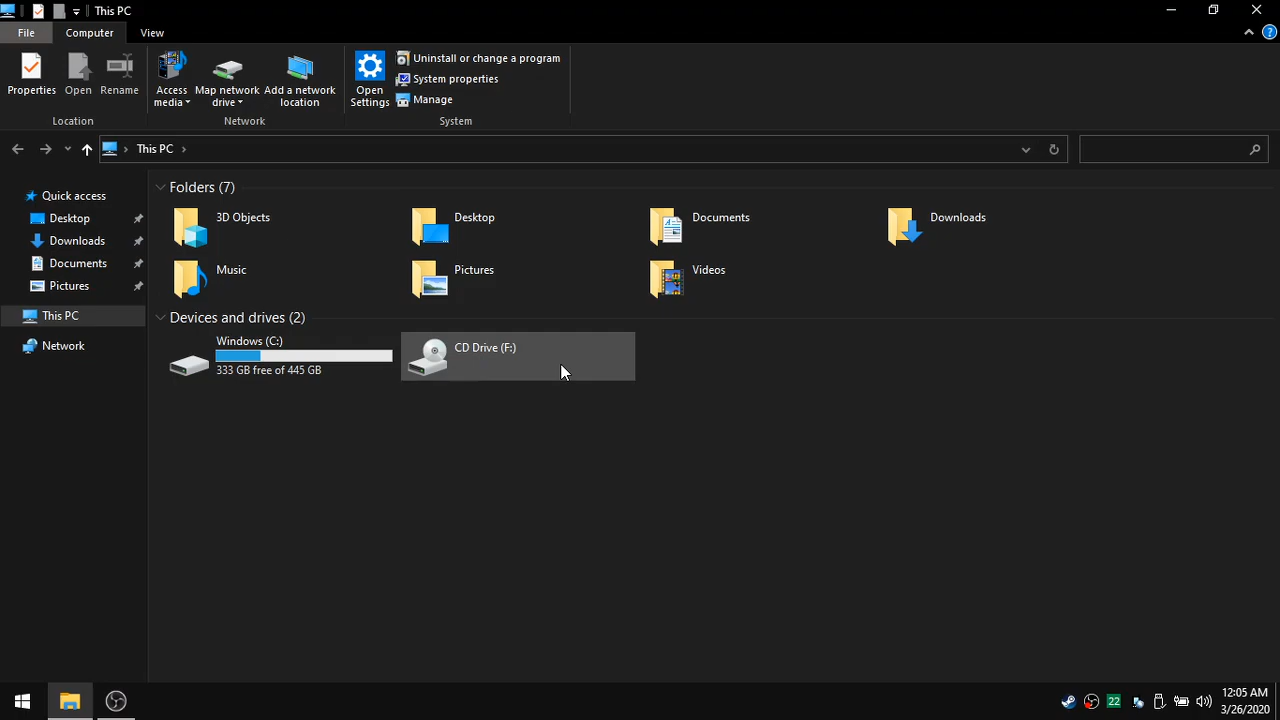 This PC
File
Computer
View
Properties
Open
Rename
Access media
Map network drive
Add a network location
Open Settings
Uninstall or change a program
System properties
Manage
Location
Network
System
This PC
Quick access
Desktop
Downloads
Documents
Pictures
This PC
Network
Folders (7)
3D Objects
Desktop
Documents
Downloads
Music
Pictures
Videos
Devices and drives (2)
Windows (C:)
333 GB free of 445 GB
CD Drive (F:)
22
12:05 AM
3/26/2020